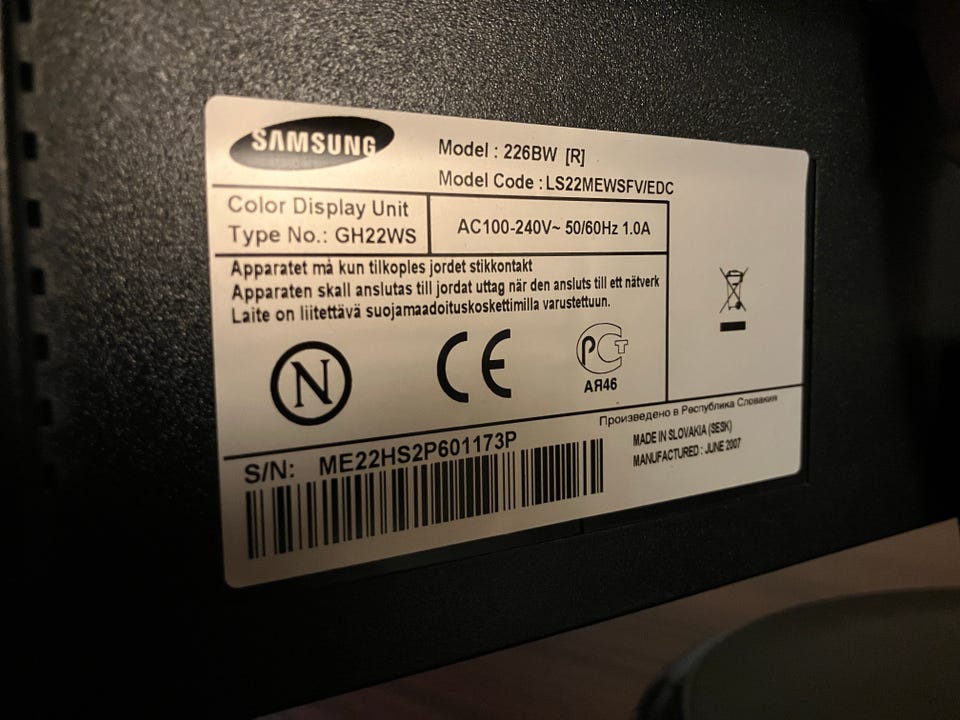 SAMSUNG
Model : 226BW [R]
Model Code : LS22MEWSFV/EDC
Color Display Unit
Type No.: GH22WS
AC100-240V~ 50/60Hz 1.0A
Apparatet må kun tilkoples jordet stikkontakt
Apparaten skall anslutas till jordat uttag när den ansluts till ett nätverk
Laite on liitettävä suojamaadoituskoskettimilla varustettuun.
N
CE
РСТ
АЯ46
Произведено в Республика Словакия
MADE IN SLOVAKIA (SESK)
MANUFACTURED : JUNE 2007
S/N: ME22HS2P601173P